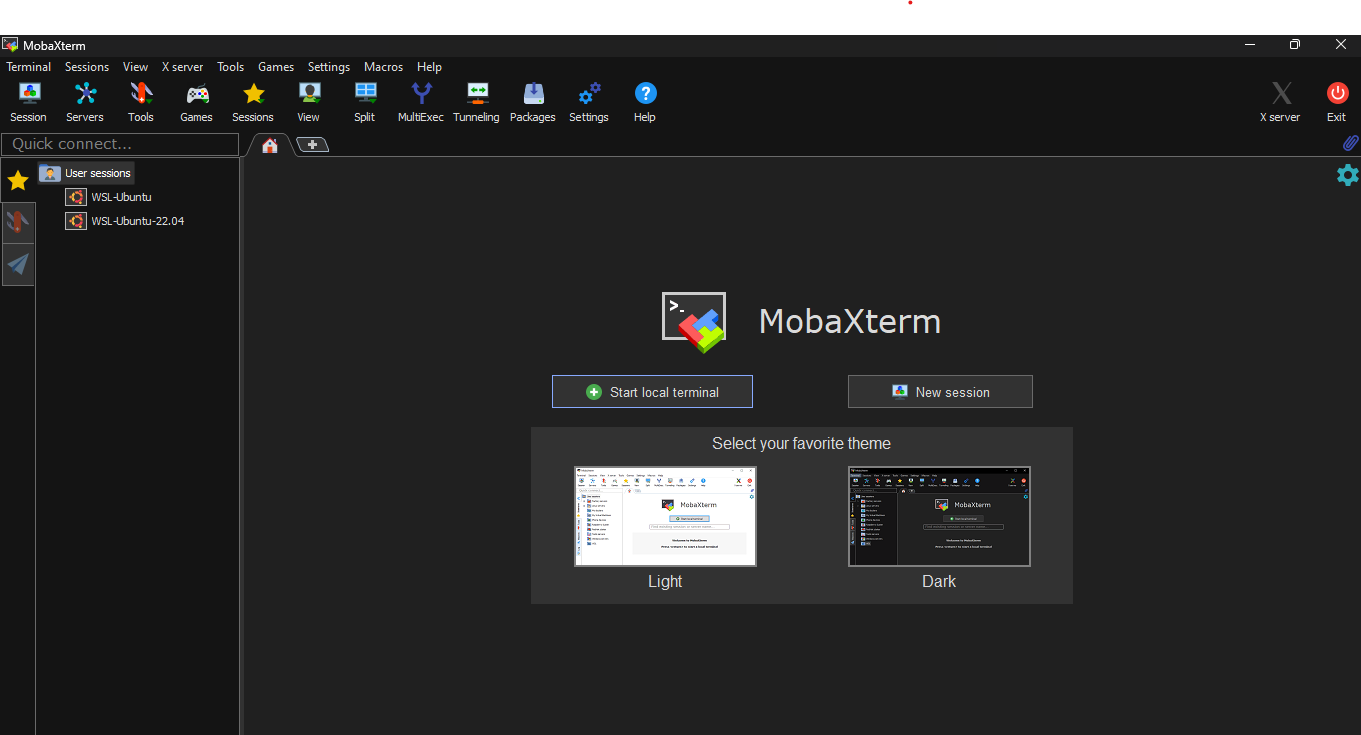 MobaXterm
Terminal Sessions View X server Tools Games Settings Macros Help
Session Servers Tools Games Sessions View Split MultiExec Tunneling Packages Settings Help X server Exit
Quick connect...
User sessions
WSL-Ubuntu
WSL-Ubuntu-22.04
>_
MobaXterm
Start local terminal New session
Select your favorite theme
MobaXterm MobaXterm
Light Dark